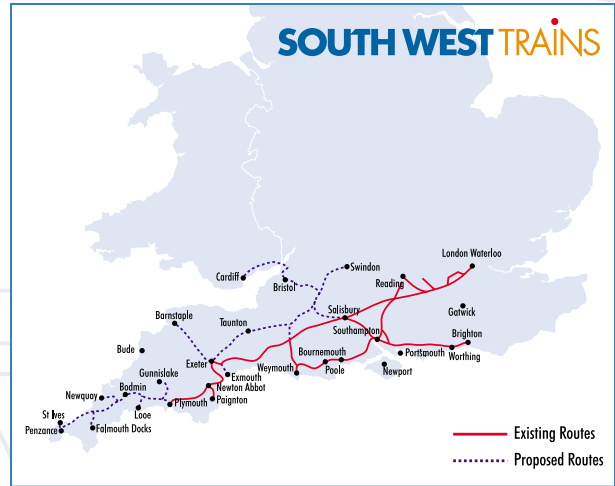 SOUTH WEST TRAINS
London Waterloo
Swindon
Cardiff
Bristol
Reading
Salisbury
Gatwick
Barnstaple
Taunton
Southampton
Brighton
Bude
Exeter
Bournemouth
Portsmouth
Worthing
Gunnislake
Exmouth
Weymouth
Poole
Newport
Newquay
Bodmin
Newton Abbot
Plymouth
Paignton
St Ives
Looe
Penzance
Falmouth Docks
Existing Routes
Proposed Routes